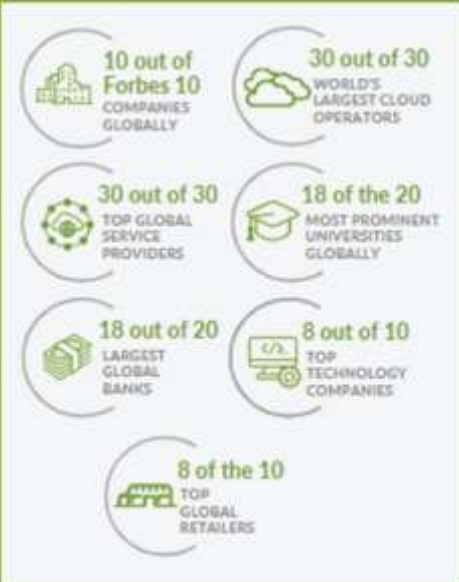 10 out of
Forbes 10
COMPANIES
GLOBALLY
30 out of 30
WORLD'S
LARGEST CLOUD
OPERATORS
30 out of 30
TOP GLOBAL
SERVICE
PROVIDERS
18 of the 20
MOST PROMINENT
UNIVERSITIES
GLOBALLY
18 out of 20
LARGEST
GLOBAL
BANKS
</>
8 out of 10
TOP
TECHNOLOGY
COMPANIES
8 of the 10
TOP
GLOBAL
RETAILERS